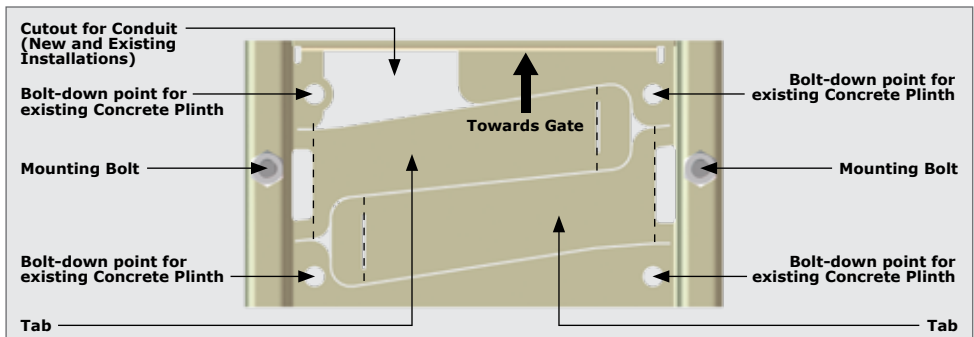 Cutout for Conduit
(New and Existing
Installations)
Bolt-down point for
existing Concrete Plinth
Mounting Bolt
Bolt-down point for
existing Concrete Plinth
Tab
Towards Gate
Bolt-down point for
existing Concrete Plinth
Mounting Bolt
Bolt-down point for
existing Concrete Plinth
Tab